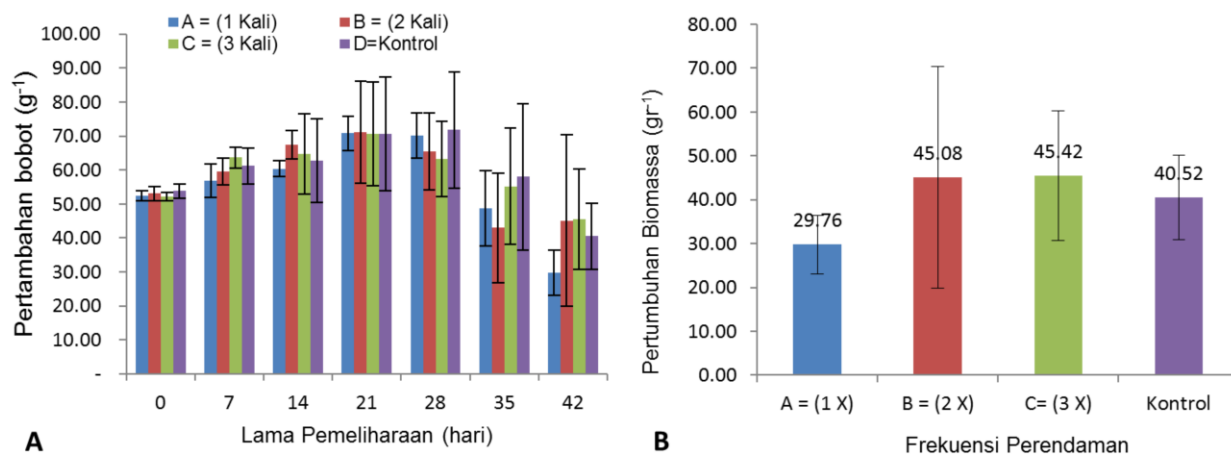 A = (1 Kali) B = (2 Kali)
C = (3 Kali) D=Kontrol
Pertambahan bobot (g-1)
100.00
90.00
80.00
70.00
60.00
50.00
40.00
30.00
20.00
10.00
-
0 7 14 21 28 35 42
Lama Pemeliharaan (hari)
A
Pertumbuhan Biomassa (gr-1)
80.00
70.00
60.00
50.00
40.00
30.00
20.00
10.00
0.00
29.76
45.08
45.42
40.52
A = (1 X) B = (2 X) C= (3 X) Kontrol
Frekuensi Perendaman
B